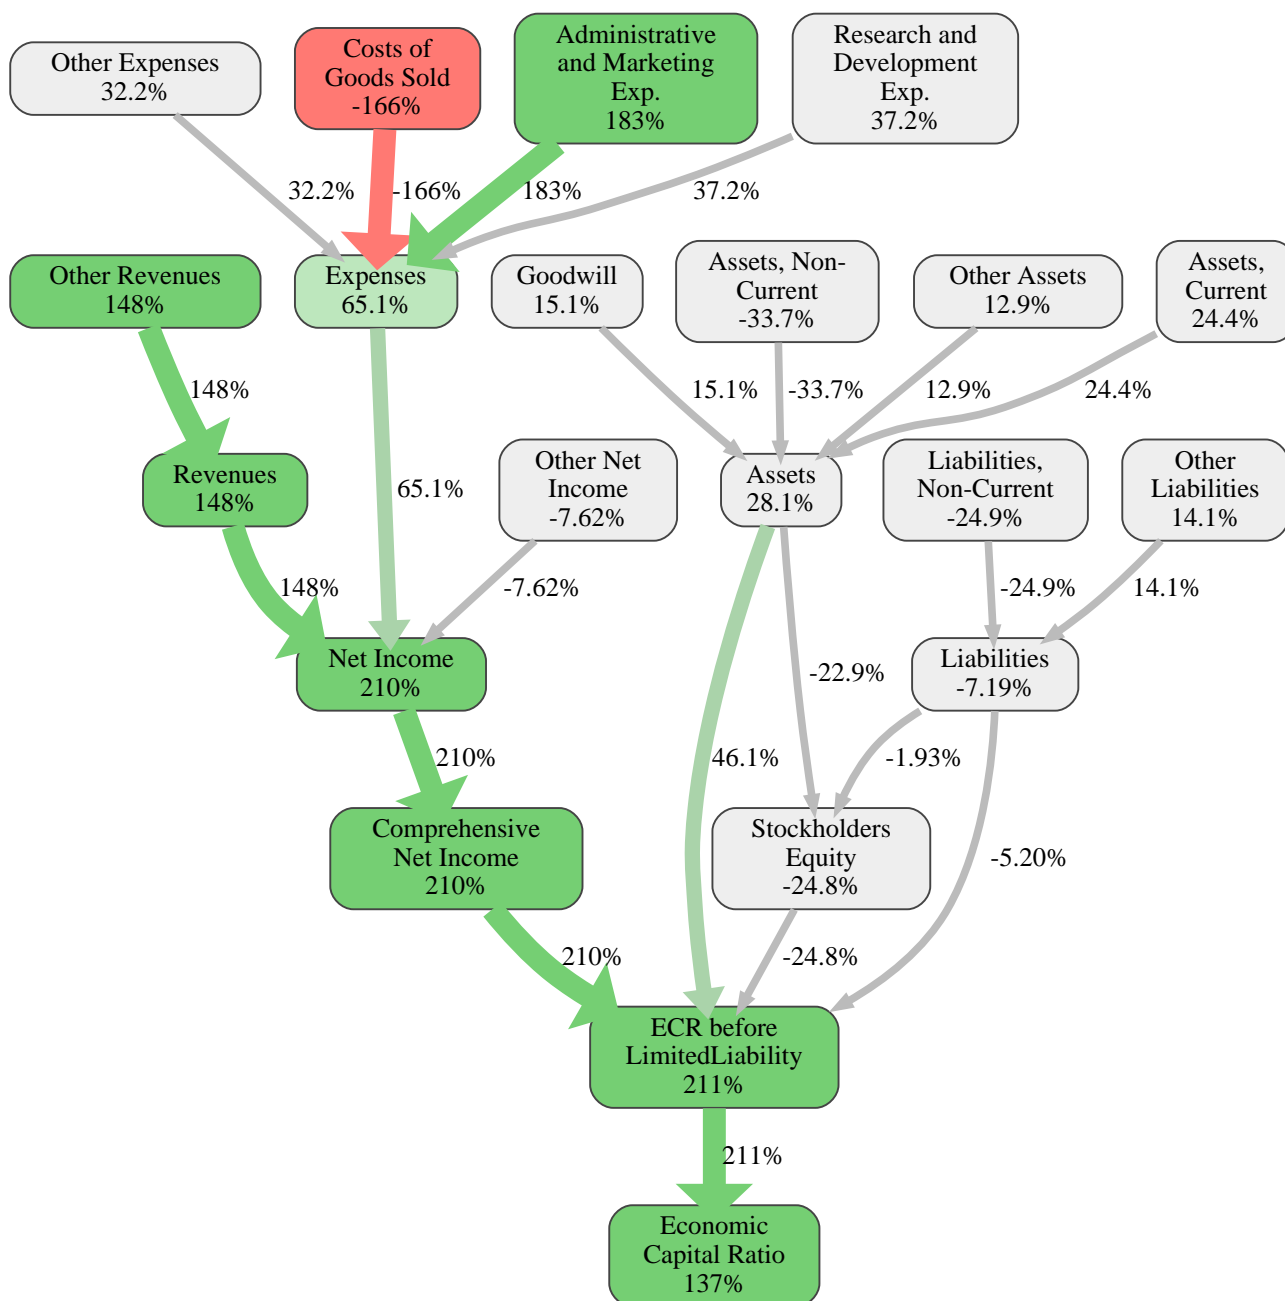 Other Expenses
32.2%
Costs of
Goods Sold
-166%
Administrative
and Marketing
Exp.
183%
Research and
Development
Exp.
37.2%
32.2%
-166%
183%
37.2%
Other Revenues
148%
Expenses
65.1%
Goodwill
15.1%
Assets, Non-
Current
-33.7%
Other Assets
12.9%
Assets,
Current
24.4%
148%
15.1%
-33.7%
12.9%
24.4%
Revenues
148%
65.1%
Other Net
Income
-7.62%
Assets
28.1%
Liabilities,
Non-Current
-24.9%
Other
Liabilities
14.1%
148%
-7.62%
-24.9%
14.1%
Net Income
210%
-22.9%
Liabilities
-7.19%
210%
46.1%
-1.93%
Comprehensive
Net Income
210%
Stockholders
Equity
-24.8%
-5.20%
210%
-24.8%
ECR before
LimitedLiability
211%
211%
Economic
Capital Ratio
137%